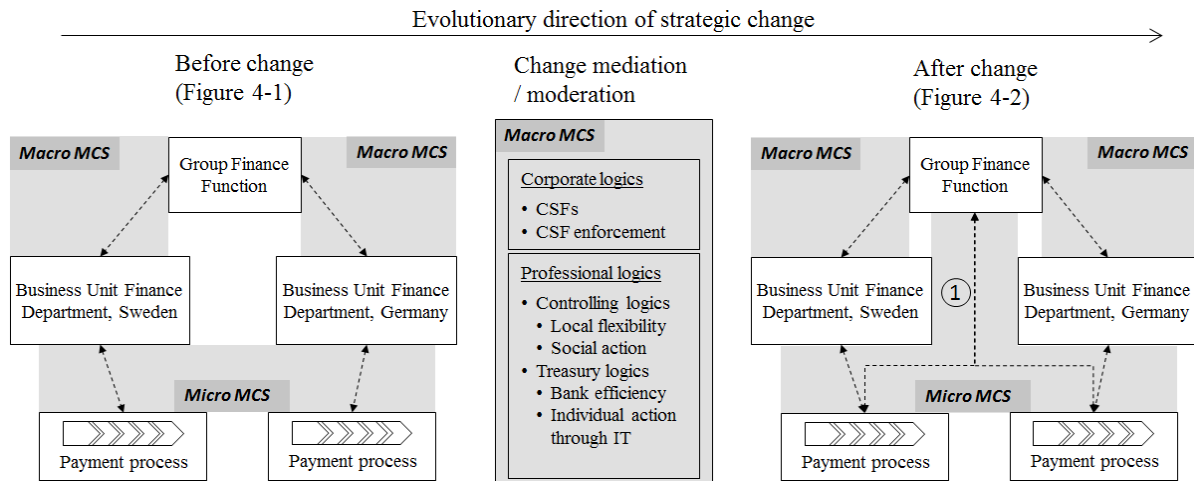 Evolutionary direction of strategic change
Before change
(Figure 4-1)
Macro MCS
Macro MCS
Group Finance
Function
Business Unit Finance
Department, Sweden
Business Unit Finance
Department, Germany
Micro MCS
Payment process
Payment process
Change mediation
/ moderation
Macro MCS
Corporate logics
• CSFs
• CSF enforcement
Professional logics
• Controlling logics
• Local flexibility
• Social action
• Treasury logics
• Bank efficiency
• Individual action
through IT
After change
(Figure 4-2)
Macro MCS
Macro MCS
Group Finance
Function
Business Unit Finance
Department, Sweden
1
Business Unit Finance
Department, Germany
Micro MCS
Payment process
Payment process